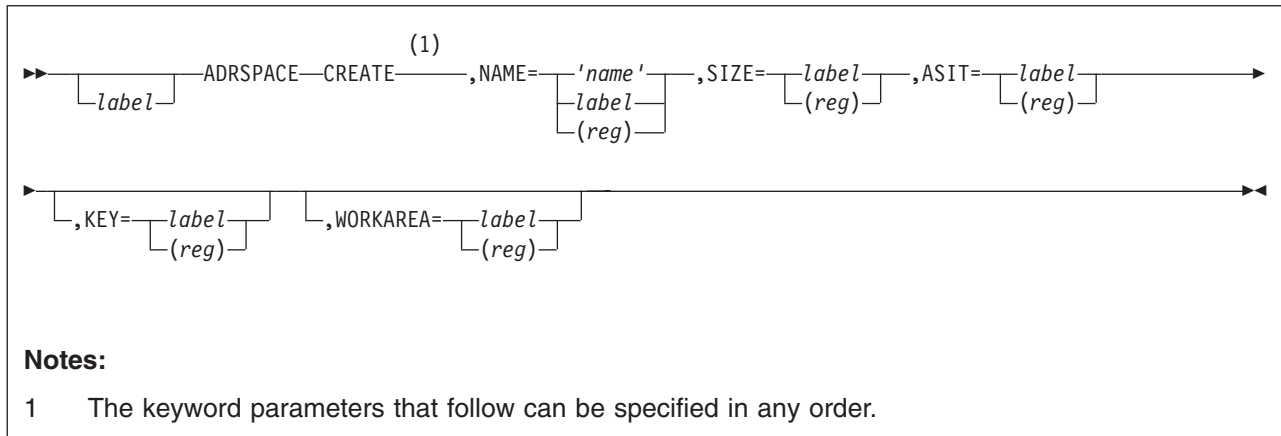 (1)
ADRSPACE CREATE ,NAME= 'name' ,SIZE= label ,ASIT= label
label label (reg) (reg)
(reg)
,KEY= label ,WORKAREA= label
(reg) (reg)
Notes:
1 The keyword parameters that follow can be specified in any order.